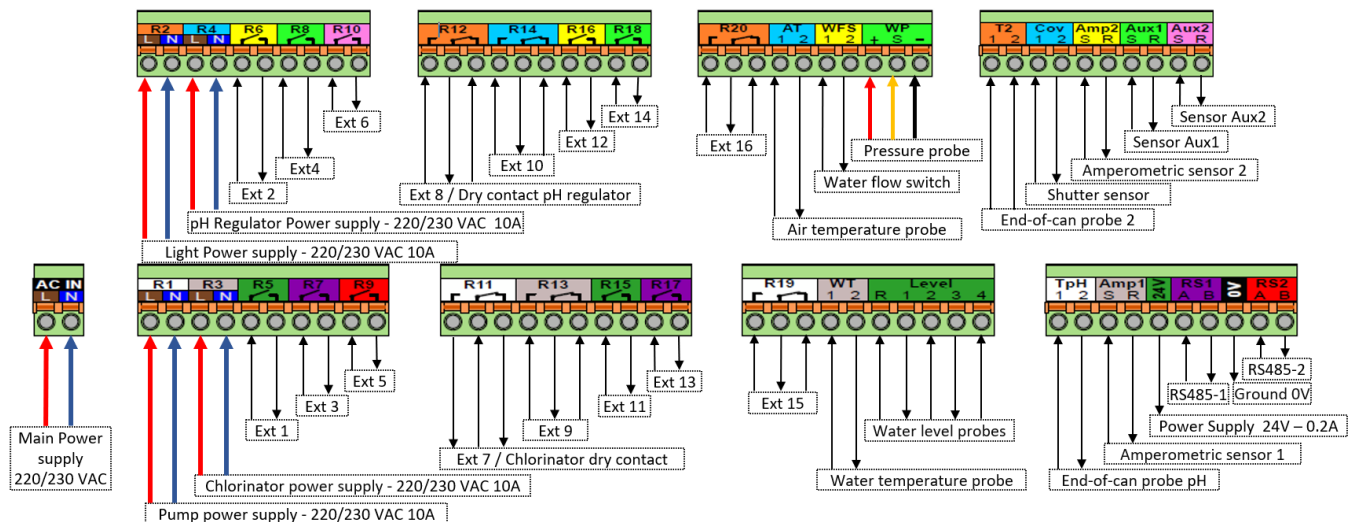 R2 R4 R6 R8 R10
L N L N
R12 R14 R16 R18
R20 AT WFS WP
1 2 1 2 + S −
T2 Cov Amp2 Aux1 Aux2
1 2 1 2 S R S R S R
Ext 6
Ext4
Ext 2
pH Regulator Power supply - 220/230 VAC 10A
Light Power supply - 220/230 VAC 10A
Ext 14
Ext 12
Ext 10
Ext 8 / Dry contact pH regulator
Ext 16
Pressure probe
Water flow switch
Air temperature probe
Sensor Aux2
Sensor Aux1
Amperometric sensor 2
Shutter sensor
End-of-can probe 2
AC IN
L N
R1 R3 R5 R7 R9
L N L N
R11 R13 R15 R17
R19 WT Level
1 2 R 1 2 3 4
TpH Amp1 24V RS1 0V RS2
1 2 S R A B A B
Main Power
supply
220/230 VAC
Ext 5
Ext 3
Ext 1
Chlorinator power supply - 220/230 VAC 10A
Pump power supply - 220/230 VAC 10A
Ext 13
Ext 11
Ext 9
Ext 7 / Chlorinator dry contact
Ext 15
Water level probes
Water temperature probe
RS485-2
RS485-1
Ground 0V
Power Supply 24V – 0.2A
Amperometric sensor 1
End-of-can probe pH